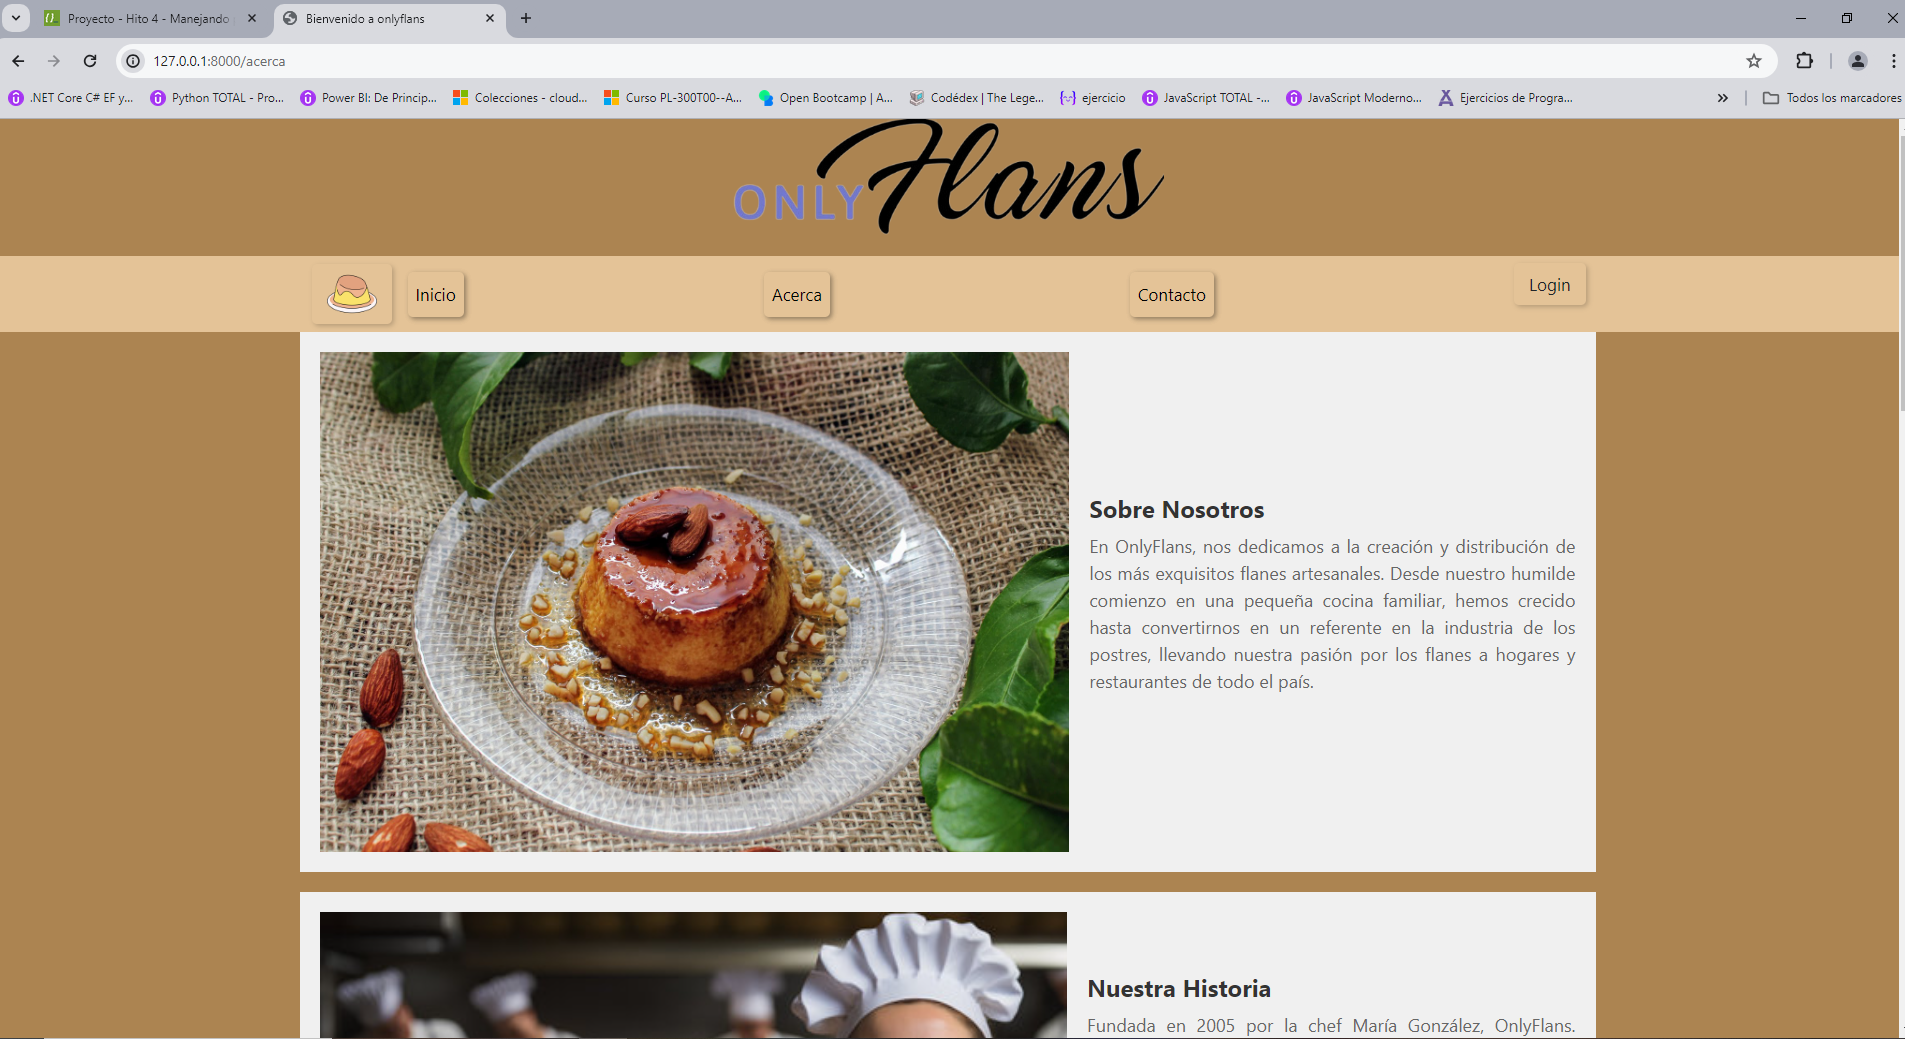 Proyecto - Hito 4 - Manejando
Bienvenido a onlyflans
127.0.0.1:8000/acerca
.NET Core C# EF y...
Python TOTAL - Pro...
Power BI: De Princip...
Colecciones - cloud...
Curso PL-300T00--A...
Open Bootcamp | A...
Codédex | The Lege...
ejercicio
JavaScript TOTAL -...
JavaScript Moderno...
Ejercicios de Progra...
Todos los marcadores
ONLY Flans
Inicio
Acerca
Contacto
Login
Sobre Nosotros
En OnlyFlans, nos dedicamos a la creación y distribución de
los más exquisitos flanes artesanales. Desde nuestro humilde
comienzo en una pequeña cocina familiar, hemos crecido
hasta convertirnos en un referente en la industria de los
postres, llevando nuestra pasión por los flanes a hogares y
restaurantes de todo el país.
Nuestra Historia
Fundada en 2005 por la chef María González, OnlyFlans.